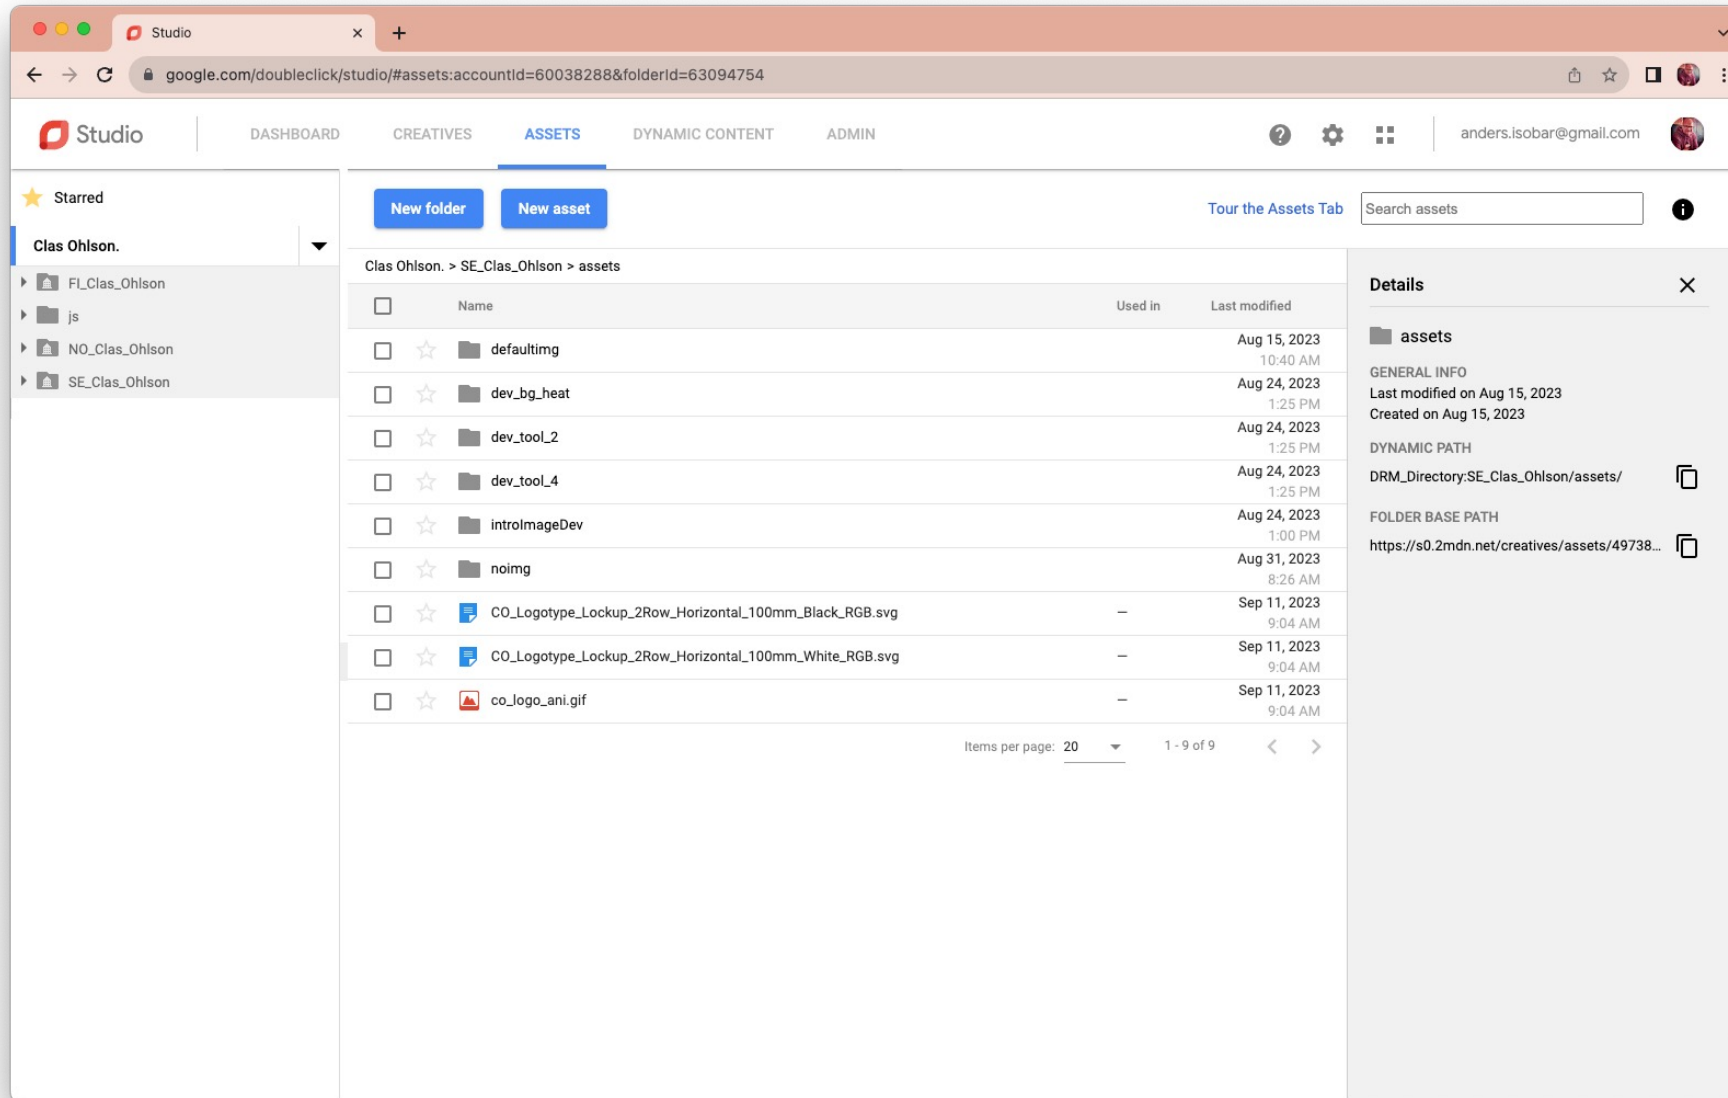 Studio
google.com/doubleclick/studio/#assets:accountId=60038288&folderId=63094754
Studio
DASHBOARD
CREATIVES
ASSETS
DYNAMIC CONTENT
ADMIN
anders.isobar@gmail.com
Starred
Clas Ohlson.
FI_Clas_Ohlson
js
NO_Clas_Ohlson
SE_Clas_Ohlson
New folder
New asset
Tour the Assets Tab
Search assets
Clas Ohlson. > SE_Clas_Ohlson > assets
Name Used in Last modified
defaultimg Aug 15, 2023
10:40 AM
dev_bg_heat Aug 24, 2023
1:25 PM
dev_tool_2 Aug 24, 2023
1:25 PM
dev_tool_4 Aug 24, 2023
1:25 PM
introImageDev Aug 24, 2023
1:00 PM
noimg Aug 31, 2023
8:26 AM
CO_Logotype_Lockup_2Row_Horizontal_100mm_Black_RGB.svg – Sep 11, 2023
9:04 AM
CO_Logotype_Lockup_2Row_Horizontal_100mm_White_RGB.svg – Sep 11, 2023
9:04 AM
co_logo_ani.gif – Sep 11, 2023
9:04 AM
Items per page: 20 1 - 9 of 9
Details
assets
GENERAL INFO
Last modified on Aug 15, 2023
Created on Aug 15, 2023
DYNAMIC PATH
DRM_Directory:SE_Clas_Ohlson/assets/
FOLDER BASE PATH
https://s0.2mdn.net/creatives/assets/49738...